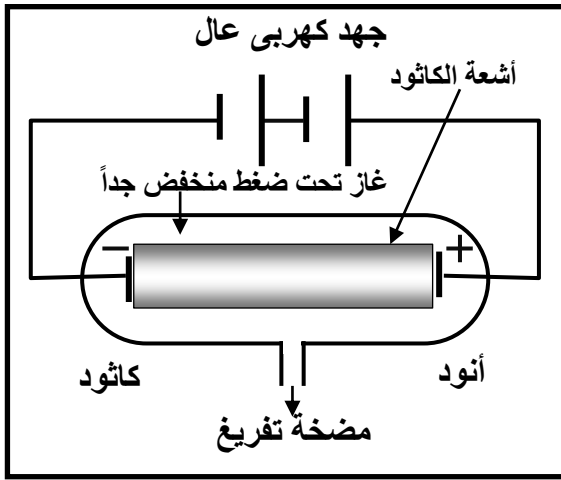 جهد كهربى عال
أشعة الكاثود
غاز تحت ضغط منخفض جداً
− +
كاثود
أنود
مضخة تفريغ